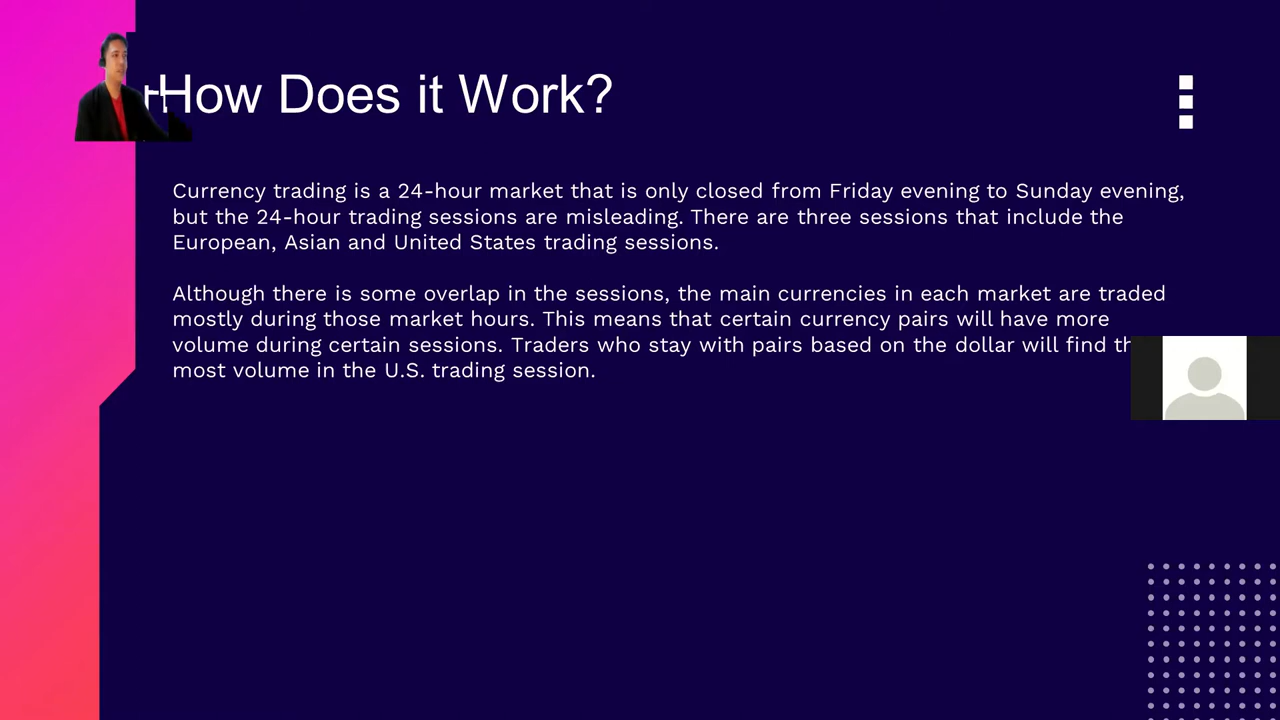 How Does it Work?
Currency trading is a 24-hour market that is only closed from Friday evening to Sunday evening,
but the 24-hour trading sessions are misleading. There are three sessions that include the
European, Asian and United States trading sessions.
Although there is some overlap in the sessions, the main currencies in each market are traded
mostly during those market hours. This means that certain currency pairs will have more
volume during certain sessions. Traders who stay with pairs based on the dollar will find
most volume in the U.S. trading session.